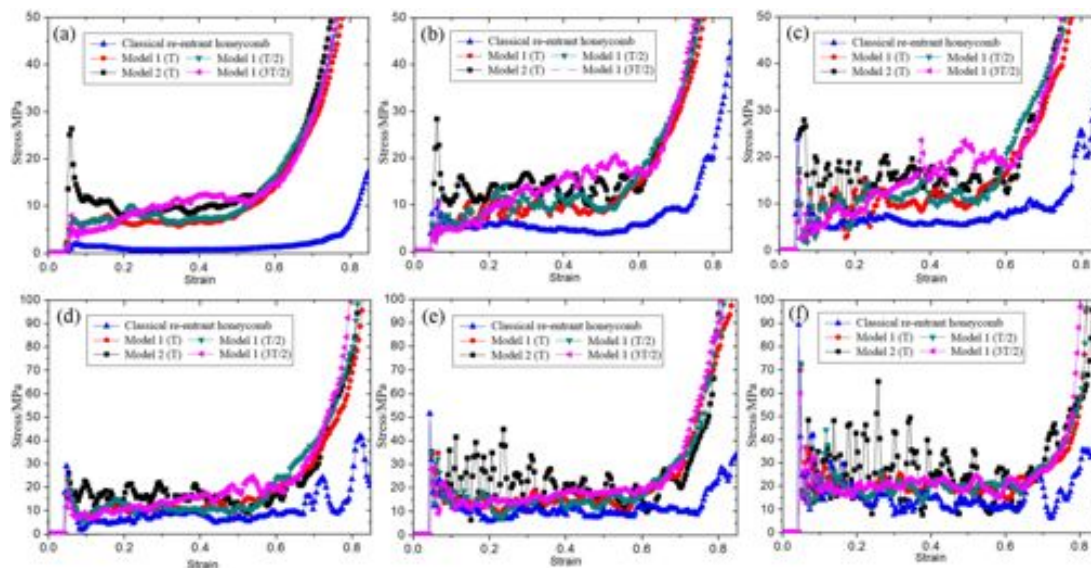 (a)
Classical re-entrant honeycomb
Model 1 (T) Model 1 (T/2)
Model 2 (T) Model 1 (3T/2)
Stress/MPa
50
40
30
20
10
0
0.0 0.2 0.4 0.6 0.8
Strain
(b)
Classical re-entrant honeycomb
Model 1 (T) Model 1 (T/2)
Model 2 (T) Model 1 (3T/2)
Stress/MPa
50
40
30
20
10
0
0.0 0.2 0.4 0.6 0.8
Strain
(c)
Classical re-entrant honeycomb
Model 1 (T) Model 1 (T/2)
Model 2 (T) Model 1 (3T/2)
Stress/MPa
50
40
30
20
10
0
0.0 0.2 0.4 0.6 0.8
Strain
(d)
Classical re-entrant honeycomb
Model 1 (T) Model 1 (T/2)
Model 2 (T) Model 1 (3T/2)
Stress/MPa
100
90
80
70
60
50
40
30
20
10
0
0.0 0.2 0.4 0.6 0.8
Strain
(e)
Classical re-entrant honeycomb
Model 1 (T) Model 1 (T/2)
Model 2 (T) Model 1 (3T/2)
Stress/MPa
100
90
80
70
60
50
40
30
20
10
0
0.0 0.2 0.4 0.6 0.8
Strain
(f)
Classical re-entrant honeycomb
Model 1 (T) Model 1 (T/2)
Model 2 (T) Model 1 (3T/2)
Stress/MPa
100
90
80
70
60
50
40
30
20
10
0
0.0 0.2 0.4 0.6 0.8
Strain